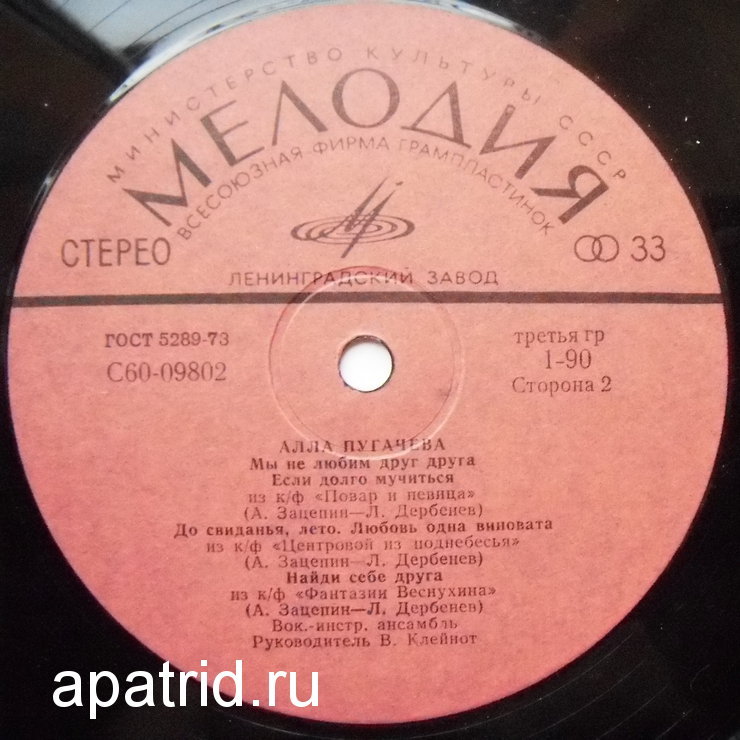 МИНИСТЕРСТВО КУЛЬТУРЫ СССР
МЕЛОДИЯ
ВСЕСОЮЗНАЯ ФИРМА ГРАМПЛАСТИНОК
СТЕРЕО
33
ЛЕНИНГРАДСКИЙ ЗАВОД
ГОСТ 5289-73
С60-09802
третья гр
1-90
Сторона 2
АЛЛА ПУГАЧЕВА
Мы не любим друг друга
Если долго мучиться
из к/ф «Повар и певица»
(А. Зацепин—Л. Дербенев)
До свиданья, лето. Любовь одна виновата
из к/ф «Центровой из поднебесья»
(А. Зацепин—Л. Дербенев)
Найди себе друга
из к/ф «Фантазии Веснухина»
(А. Зацепин—Л. Дербенев)
Вок.-инстр. ансамбль
Руководитель В. Клейнот
apatrid.ru